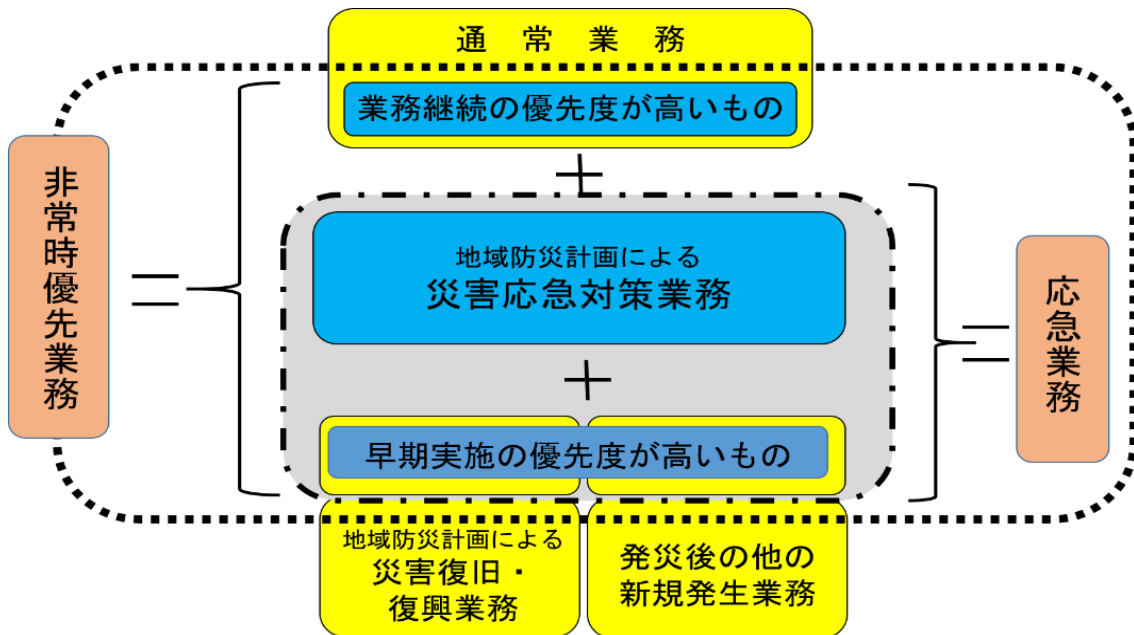 通常業務
業務継続の優先度が高いもの
＋
非常時優先業務
＝
地域防災計画による
災害応急対策業務
＋
早期実施の優先度が高いもの
＝
応急業務
地域防災計画による
災害復旧・
復興業務
発災後の他の
新規発生業務